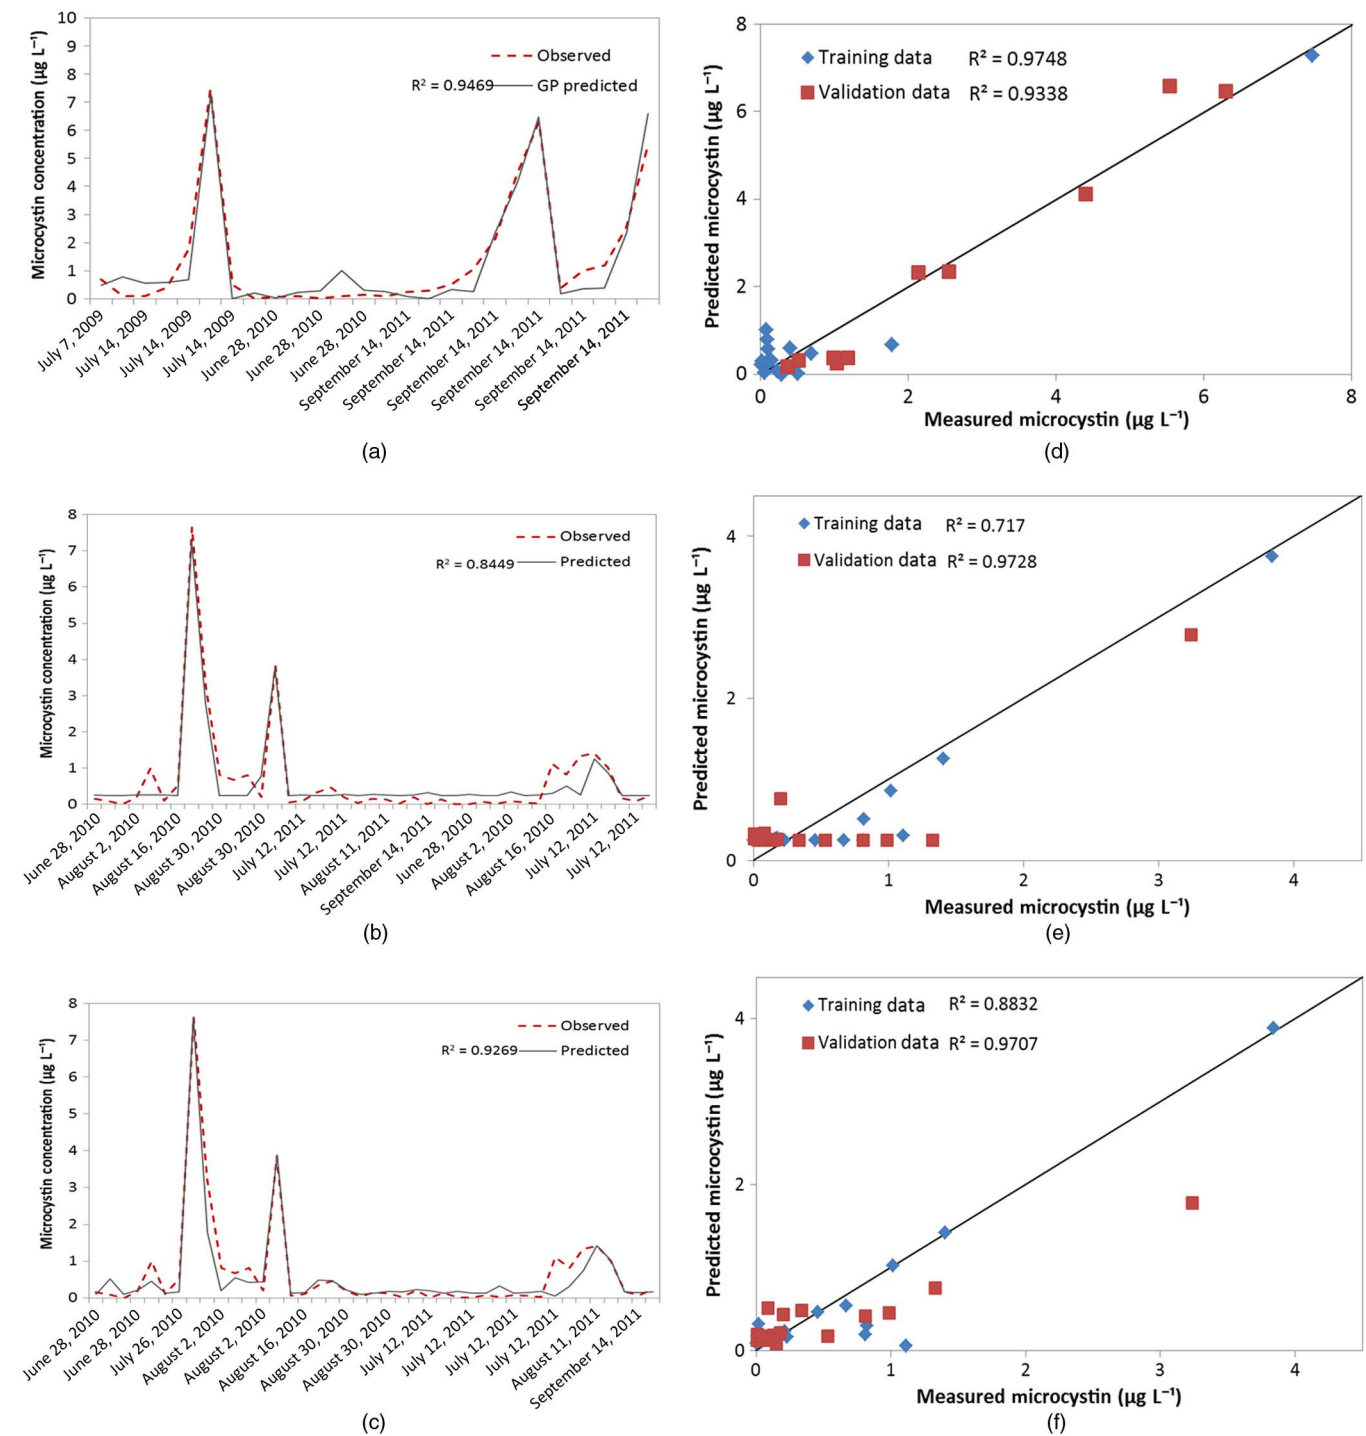 Microcystin concentration (µg L⁻¹)
10
9
8
7
6
5
4
3
2
1
0
Observed
R² = 0.9469 GP predicted
July 7, 2009
July 14, 2009
July 14, 2009
July 14, 2009
June 28, 2010
June 28, 2010
June 28, 2010
September 14, 2011
September 14, 2011
September 14, 2011
September 14, 2011
September 14, 2011
September 14, 2011
(a)
Predicted microcystin (µg L⁻¹)
8
6
4
2
0
Training data R² = 0.9748
Validation data R² = 0.9338
0 2 4 6 8
Measured microcystin (µg L⁻¹)
(d)
Microcystin concentration (µg L⁻¹)
8
7
6
5
4
3
2
1
0
Observed
R² = 0.8449 Predicted
June 28, 2010
August 2, 2010
August 16, 2010
August 30, 2010
August 30, 2010
July 12, 2011
July 12, 2011
August 11, 2011
September 14, 2011
June 28, 2010
August 2, 2010
August 16, 2010
July 12, 2011
July 12, 2011
(b)
Predicted microcystin (µg L⁻¹)
4
2
0
Training data R² = 0.717
Validation data R² = 0.9728
0 1 2 3 4
Measured microcystin (µg L⁻¹)
(e)
Microcystin concentration (µg L⁻¹)
8
7
6
5
4
3
2
1
0
Observed
R² = 0.9269 Predicted
June 28, 2010
June 28, 2010
July 26, 2010
August 2, 2010
August 2, 2010
August 16, 2010
August 30, 2010
August 30, 2010
July 12, 2011
July 12, 2011
July 12, 2011
July 12, 2011
August 11, 2011
September 14, 2011
(c)
Predicted microcystin (µg L⁻¹)
4
2
0
Training data R² = 0.8832
Validation data R² = 0.9707
0 1 2 3 4
Measured microcystin (µg L⁻¹)
(f)